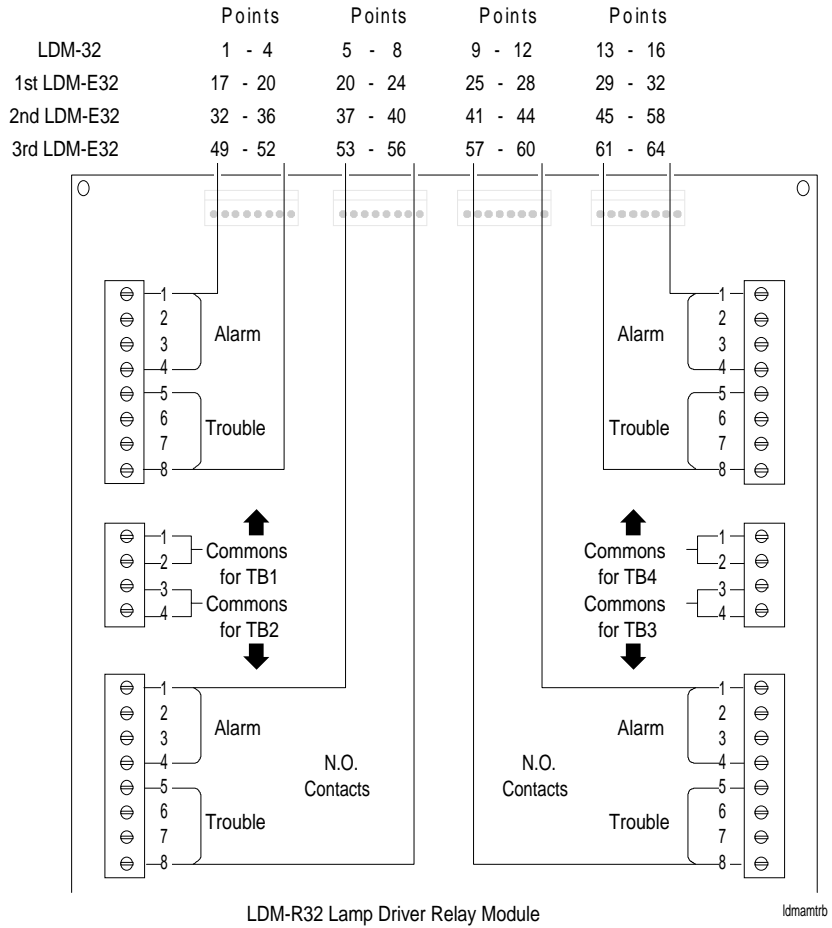 Points Points Points Points
LDM-32 1 - 4 5 - 8 9 - 12 13 - 16
1st LDM-E32 17 - 20 20 - 24 25 - 28 29 - 32
2nd LDM-E32 32 - 36 37 - 40 41 - 44 45 - 58
3rd LDM-E32 49 - 52 53 - 56 57 - 60 61 - 64
1 1
2 2
Alarm Alarm
3 3
4 4
5 5
6 6
Trouble Trouble
7 7
8 8
1 1
Commons Commons
2 2
for TB1 for TB4
3 3
Commons Commons
4 4
for TB2 for TB3
1 1
2 2
Alarm Alarm
3 3
4 4
N.O. N.O.
5 5
Contacts Contacts
6 6
Trouble Trouble
7 7
8 8
LDM-R32 Lamp Driver Relay Module
ldmamtrb